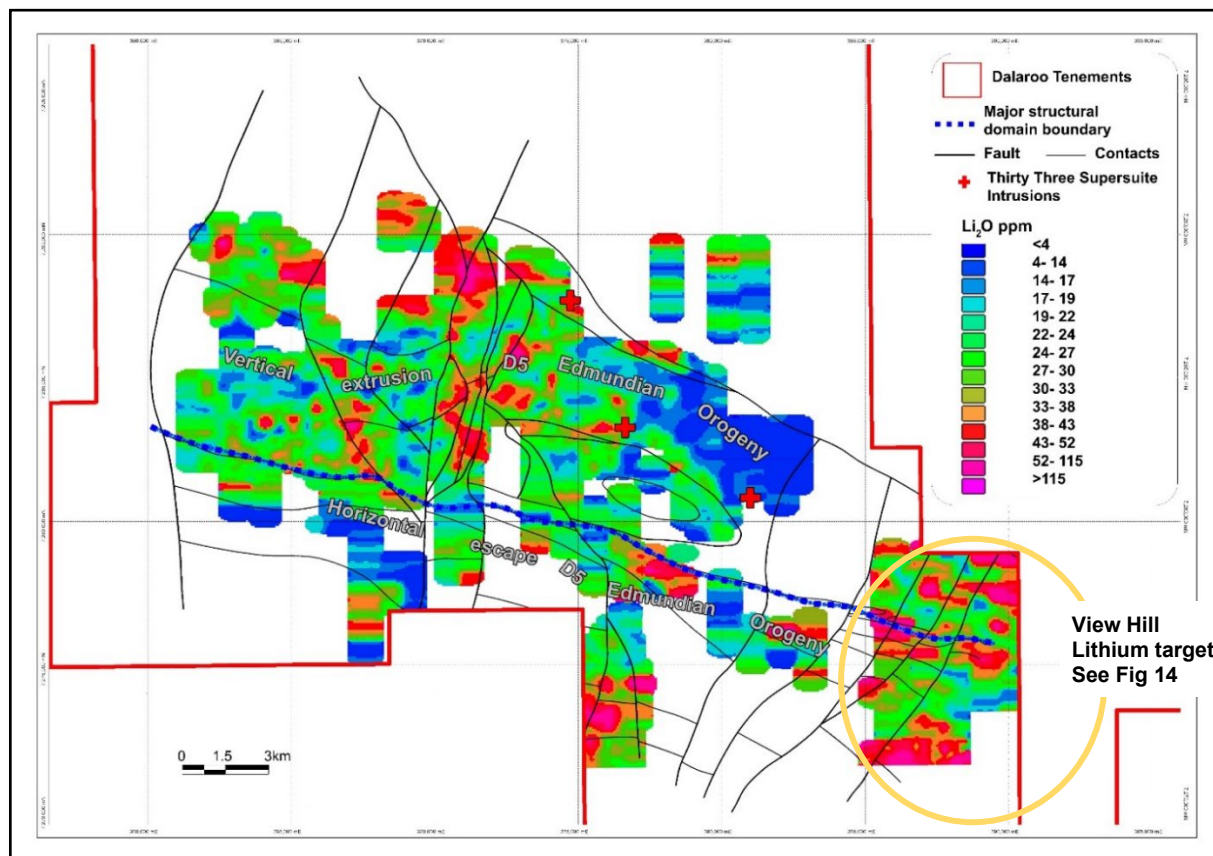 Dalaroo Tenements
Major structural
domain boundary
Fault
Contacts
Thirty Three Supersuite
Intrusions
Li₂O ppm
<4
4- 14
14- 17
17- 19
19- 22
22- 24
24- 27
27- 30
30- 33
33- 38
38- 43
43- 52
52- 115
>115
Vertical extrusion D5 Edmundian Orogeny
Horizontal escape D5 Edmundian Orogeny
View Hill
Lithium target
See Fig 14
0 1.5 3km